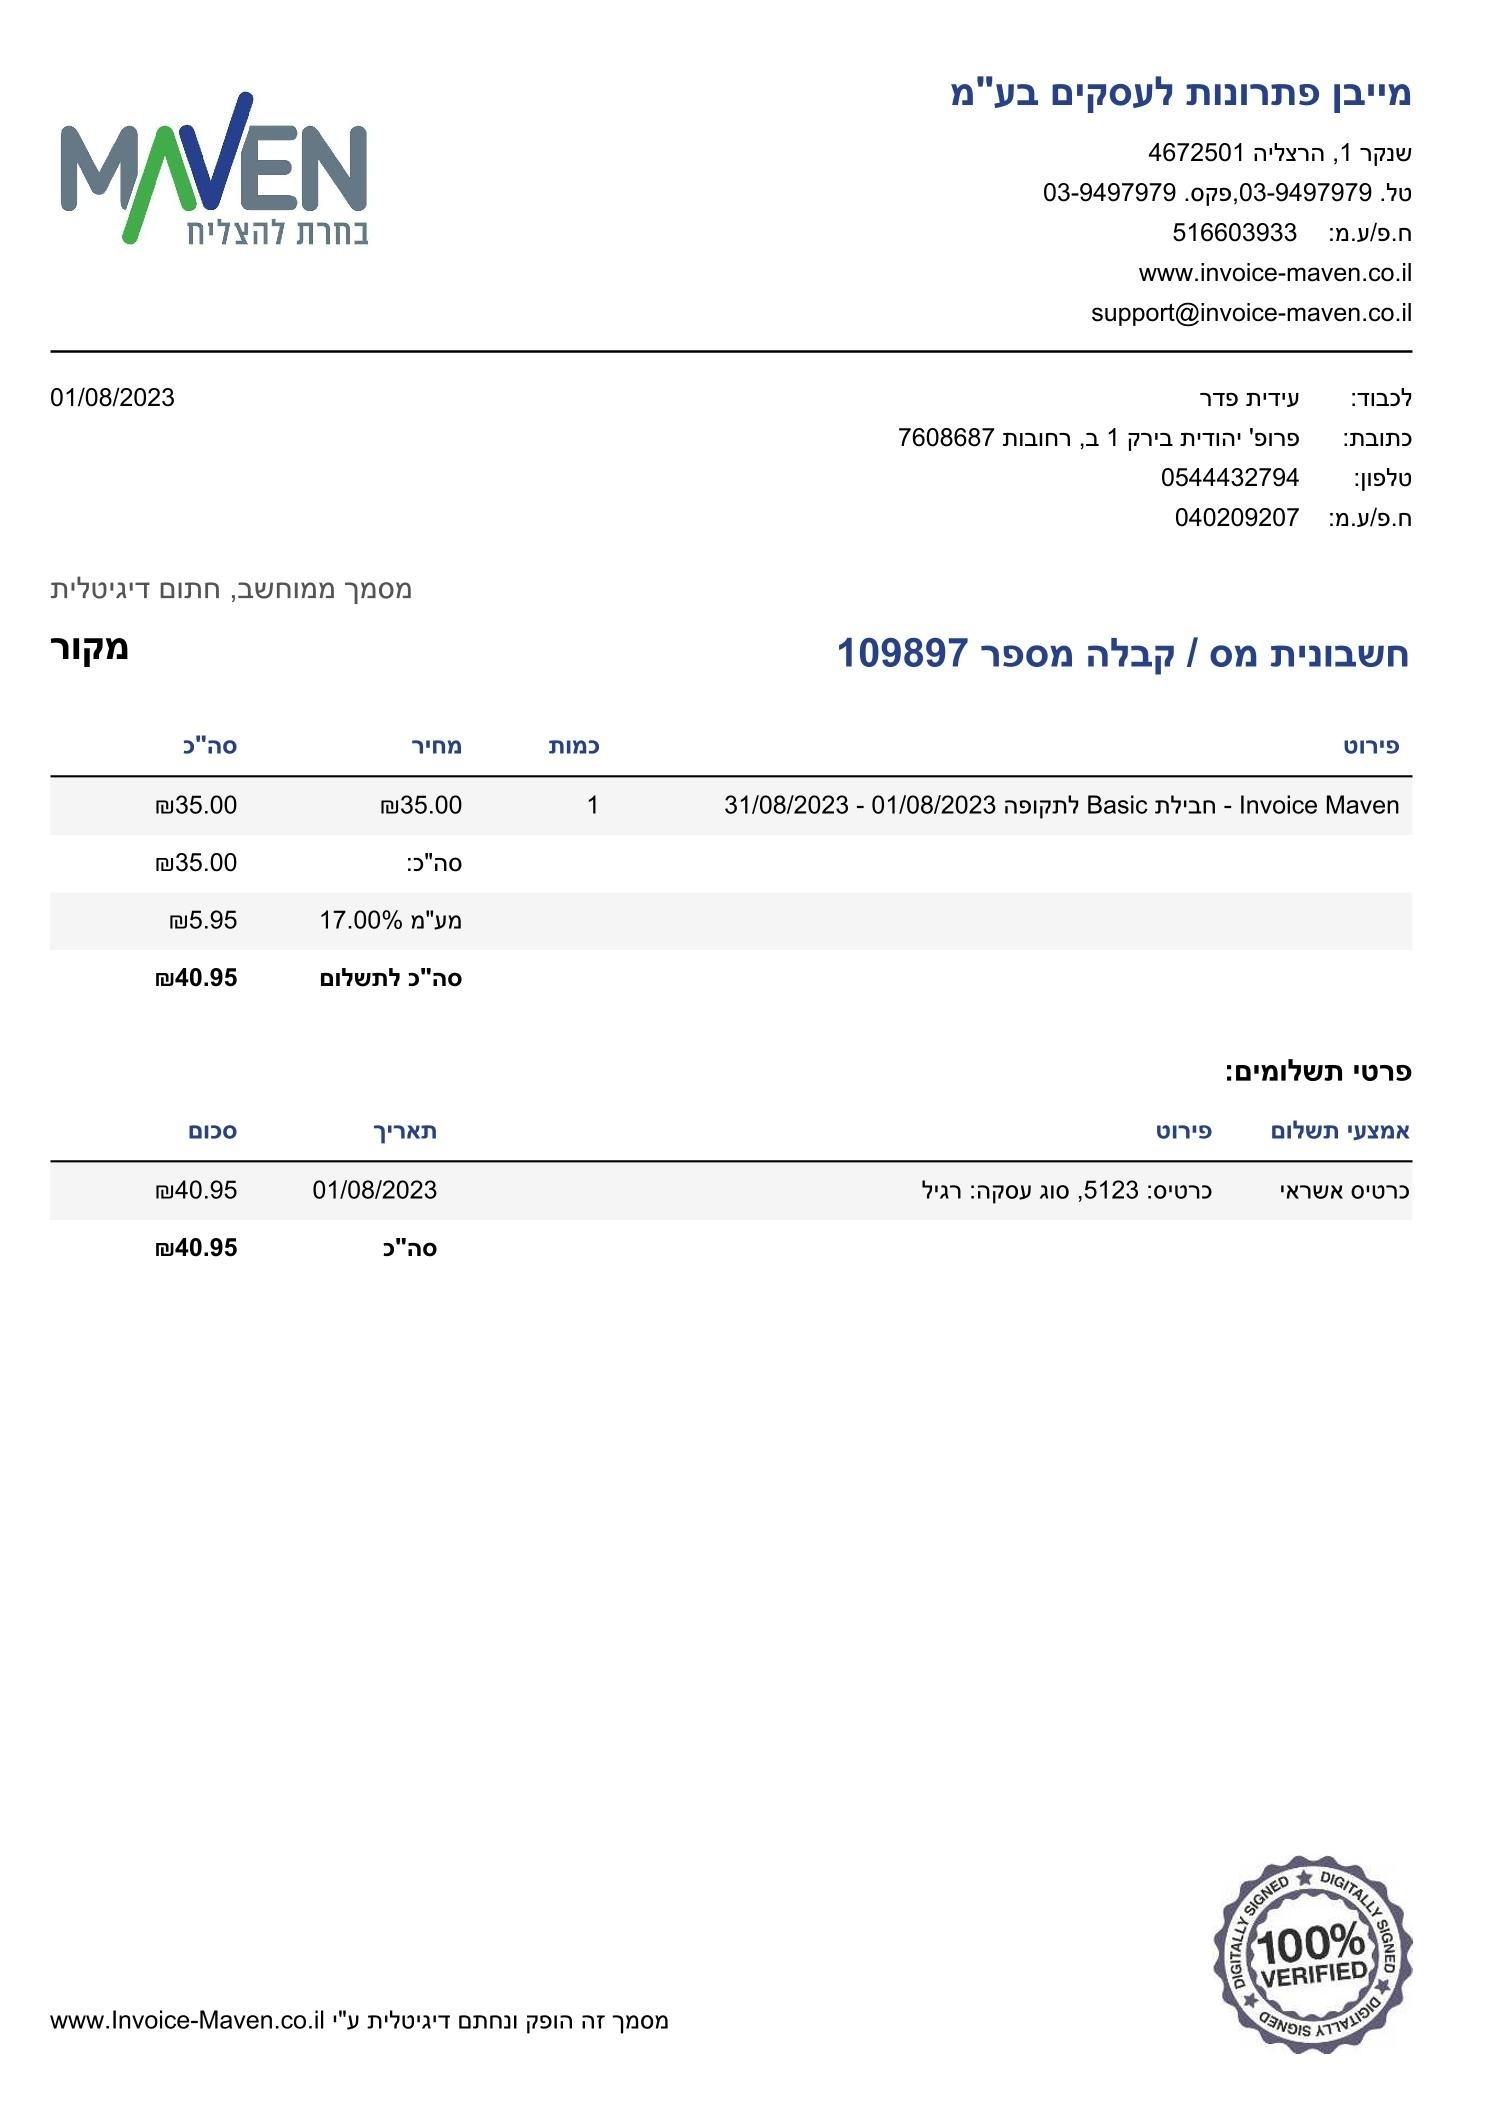 מייבן פתרונות לעסקים בע"מ
שנקר 1, הרצליה 4672501
טל. 03-9497979,פקס. 03-9497979
ח.פ/ע.מ: 516603933
www.invoice-maven.co.il
support@invoice-maven.co.il
MAVEN
בחרת להצליח
לכבוד: עידית פדר 01/08/2023
כתובת: פרופ' יהודית בירק 1 ב, רחובות 7608687
טלפון: 0544432794
ח.פ/ע.מ: 040209207
מסמך ממוחשב, חתום דיגיטלית
חשבונית מס / קבלה מספר 109897 מקור
פירוט כמות מחיר סה"כ
Invoice Maven - חבילת Basic לתקופה 01/08/2023 - 31/08/2023 1 ₪35.00 ₪35.00
סה"כ: ₪35.00
מע"מ 17.00% ₪5.95
סה"כ לתשלום ₪40.95
פרטי תשלומים:
אמצעי תשלום פירוט תאריך סכום
כרטיס אשראי כרטיס: 5123, סוג עסקה: רגיל 01/08/2023 ₪40.95
סה"כ ₪40.95
DIGITALLY SIGNED ★ DIGITALLY SIGNED ★ DIGITALLY SIGNED ★
100%
VERIFIED
מסמך זה הופק ונחתם דיגיטלית ע"י www.Invoice-Maven.co.il